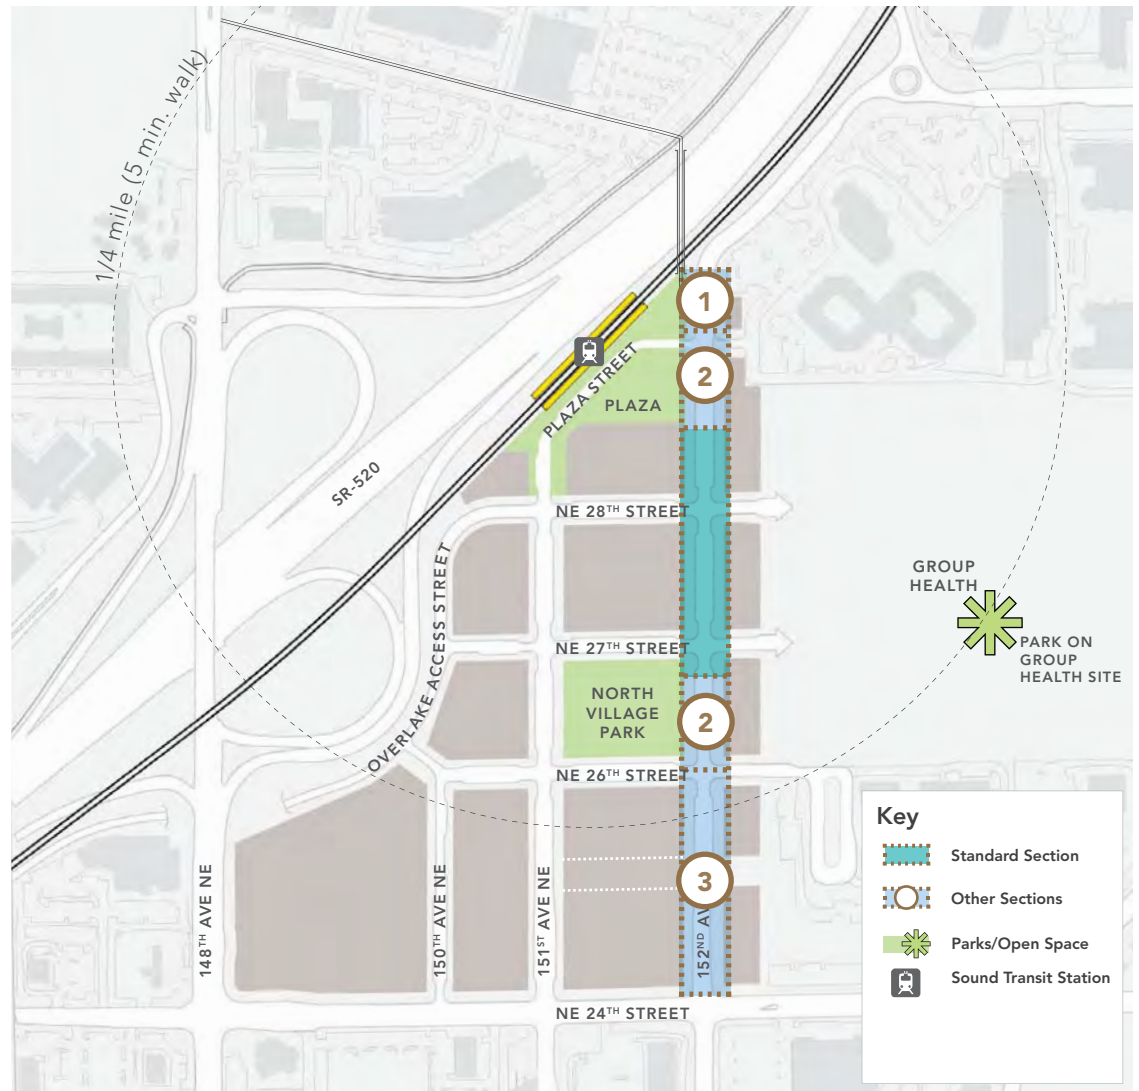 1/4 mile (5 min. walk)
1
2
PLAZA STREET
PLAZA
SR-520
NE 28TH STREET
OVERLAKE ACCESS STREET
GROUP
HEALTH
PARK ON
GROUP
HEALTH SITE
NE 27TH STREET
NORTH
VILLAGE
PARK
2
NE 26TH STREET
3
148TH AVE NE
150TH AVE NE
151ST AVE NE
152ND AV
NE 24TH STREET
Key
Standard Section
Other Sections
Parks/Open Space
Sound Transit Station